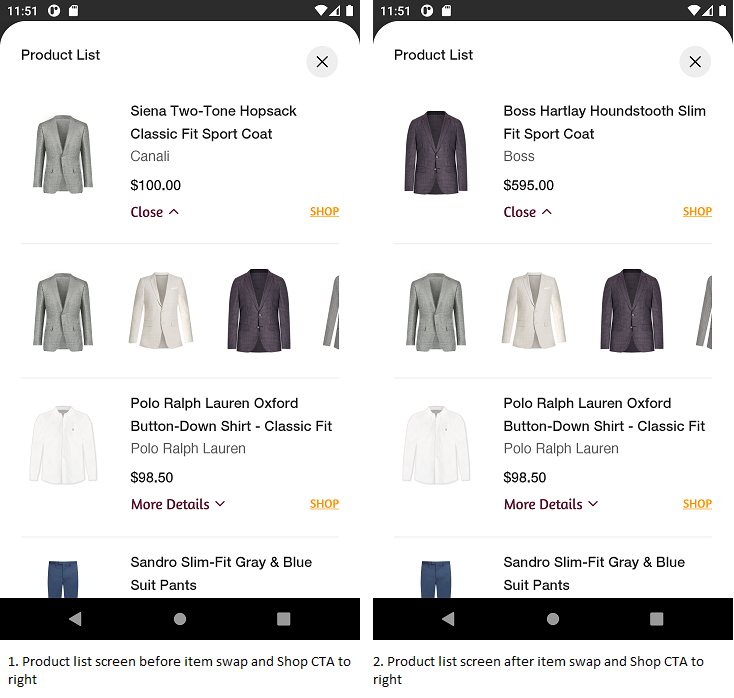 11:51
Product List
Siena Two-Tone Hopsack
Classic Fit Sport Coat
Canali
$100.00
Close
SHOP
Polo Ralph Lauren Oxford
Button-Down Shirt - Classic Fit
Polo Ralph Lauren
$98.50
More Details
SHOP
Sandro Slim-Fit Gray & Blue
Suit Pants
1. Product list screen before item swap and Shop CTA to
right
11:51
Product List
Boss Hartlay Houndstooth Slim
Fit Sport Coat
Boss
$595.00
Close
SHOP
Polo Ralph Lauren Oxford
Button-Down Shirt - Classic Fit
Polo Ralph Lauren
$98.50
More Details
SHOP
Sandro Slim-Fit Gray & Blue
Suit Pants
2. Product list screen after item swap and Shop CTA to
right